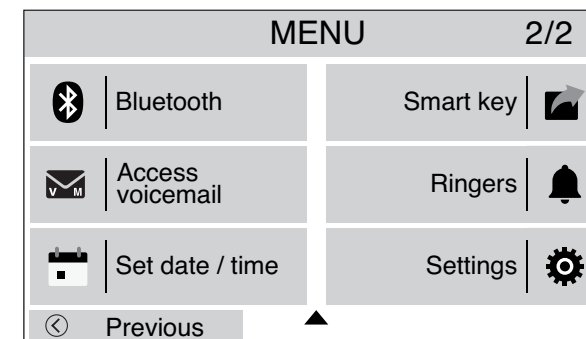 MENU 2/2
Bluetooth
Smart key
V M
Access
voicemail
Ringers
Set date / time
Settings
Previous